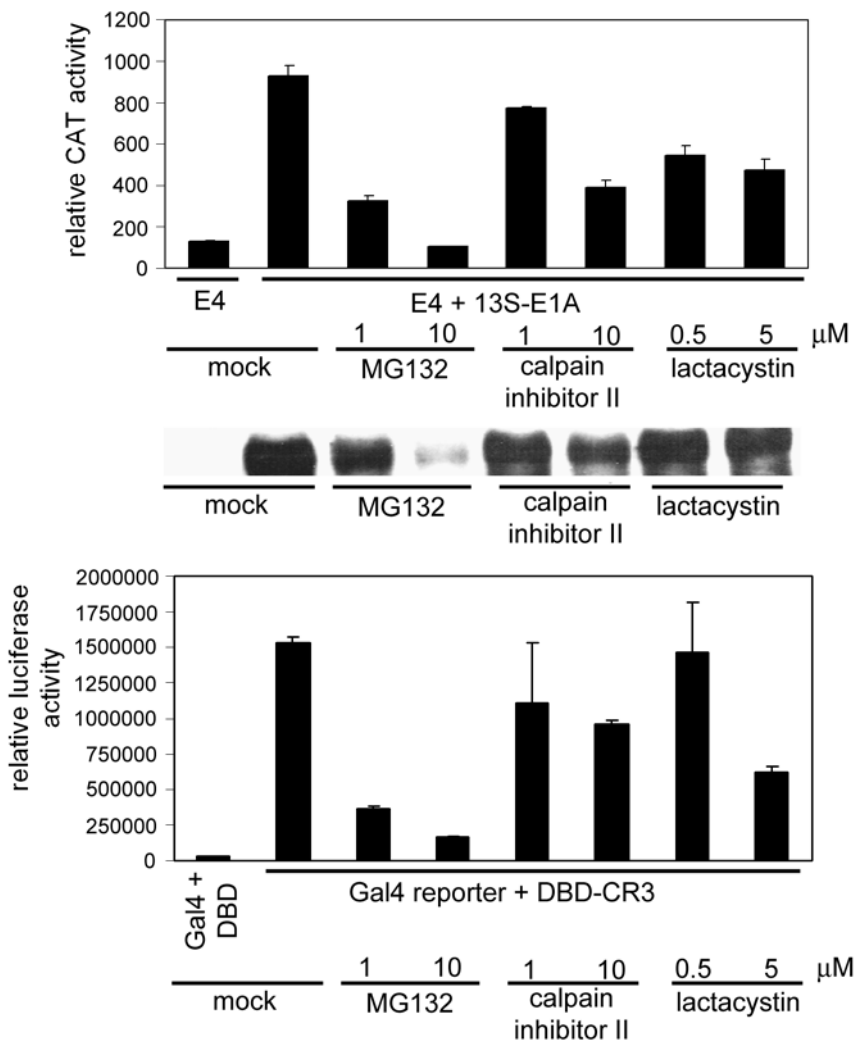 1200
1000
800
600
400
200
0
relative CAT activity
E4
E4 + 13S-E1A
1 10 1 10 0.5 5 μM
mock MG132 calpain inhibitor II lactacystin
mock MG132 calpain inhibitor II lactacystin
2000000
1750000
1500000
1250000
1000000
750000
500000
250000
0
relative luciferase
activity
Gal4 +
DBD
Gal4 reporter + DBD-CR3
1 10 1 10 0.5 5 μM
mock MG132 calpain inhibitor II lactacystin